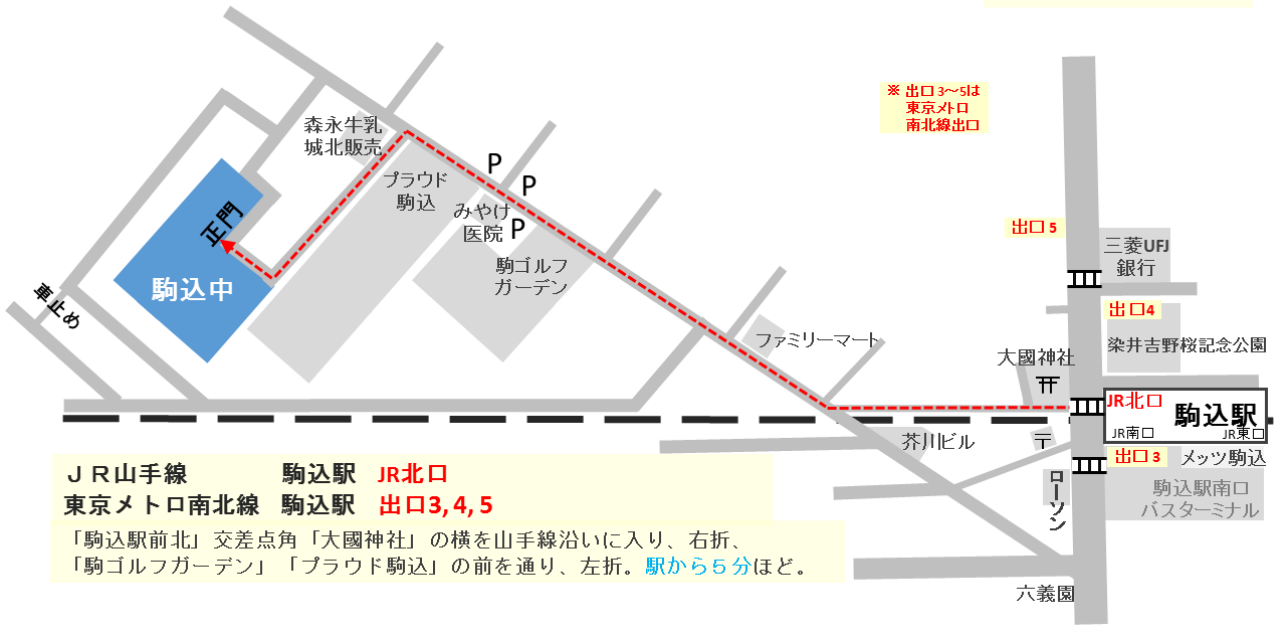 ※ 出口3～5は
東京メトロ
南北線出口
森永牛乳
城北販売
プラウド
駒込
P
P
みやけ
医院
P
駒ゴルフ
ガーデン
正門
駒込中
車止め
出口5
三菱UFJ
銀行
出口4
染井吉野桜記念公園
ファミリーマート
大國神社
JR北口
駒込駅
JR南口
JR東口
芥川ビル
〒
出口3
メッツ駒込
ローソン
駒込駅南口
バスターミナル
六義園
ＪＲ山手線 駒込駅 JR北口
東京メトロ南北線 駒込駅 出口3,4,5
「駒込駅前北」交差点角「大國神社」の横を山手線沿いに入り、右折、
「駒ゴルフガーデン」「プラウド駒込」の前を通り、左折。駅から５分ほど。